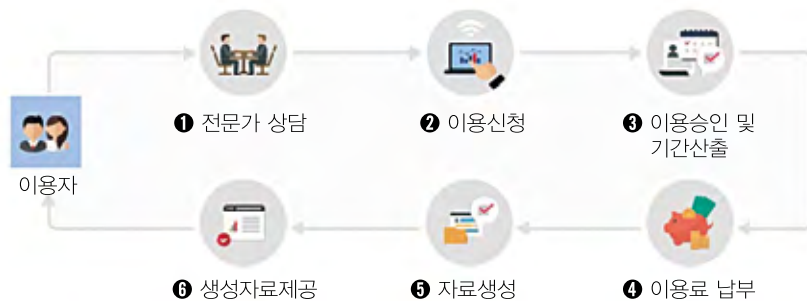 ❶ 전문가 상담
❷ 이용신청
❸ 이용승인 및
기간산출
이용자
❻ 생성자료제공
❺ 자료생성
❹ 이용료 납부